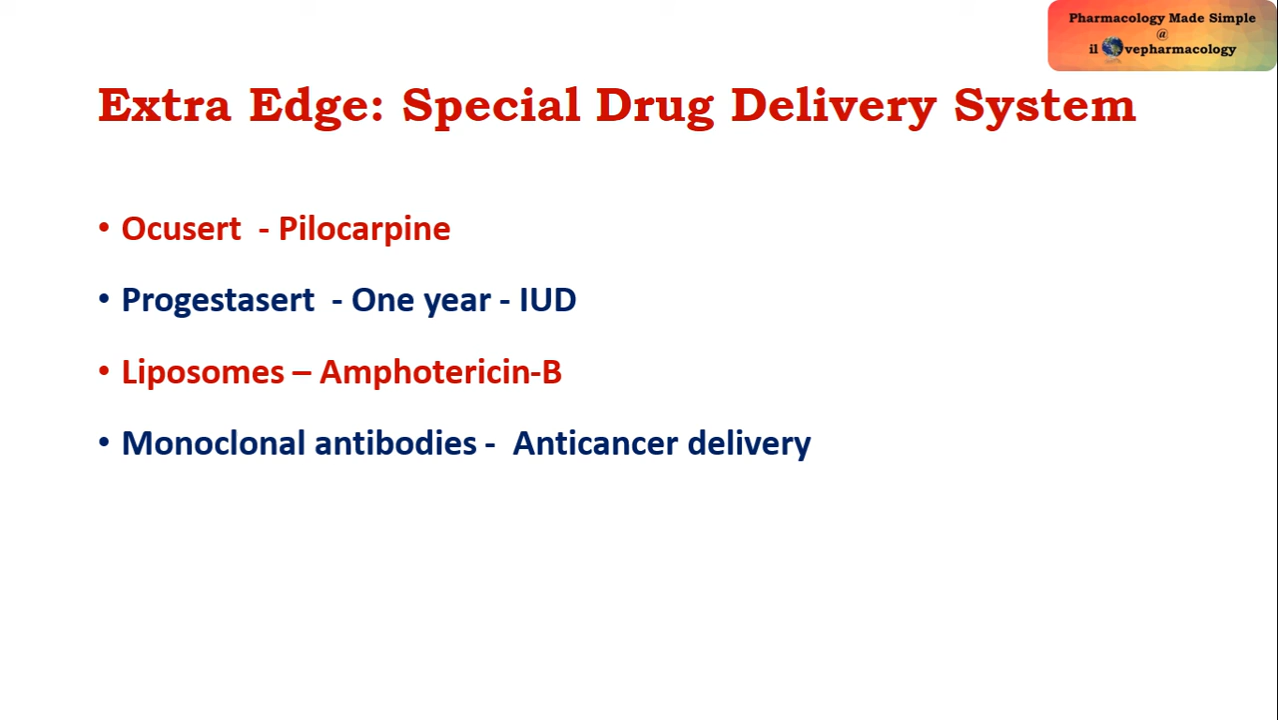 Pharmacology Made Simple
@
il vepharmacology
Extra Edge: Special Drug Delivery System
• Ocusert - Pilocarpine
• Progestasert - One year - IUD
• Liposomes – Amphotericin-B
• Monoclonal antibodies - Anticancer delivery